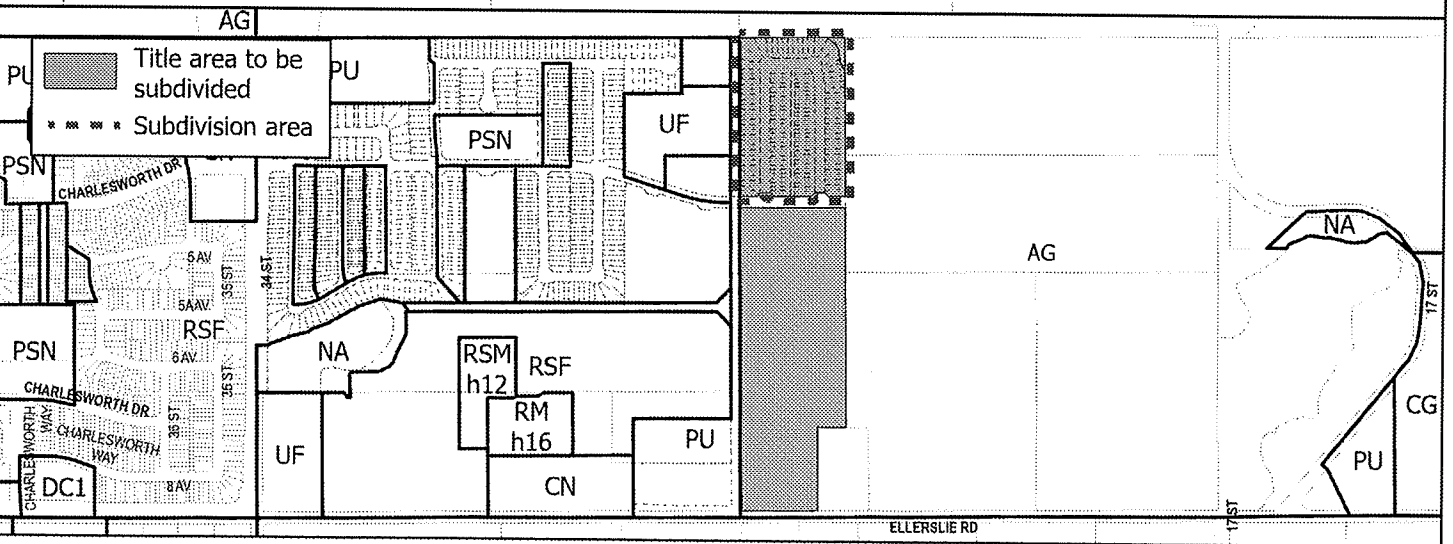 AG
Title area to be
subdivided
Subdivision area
PU
PSN
UF
PSN
CHARLESWORTH DR
5 AV
35 ST
34 ST
5A AV
RSF
6 AV
PSN
NA
RSM
h12
RSF
35 ST
CHARLESWORTH DR
CHARLESWORTH
WAY
36 ST
CHARLESWORTH
WAY
RM
h16
UF
PU
DC1
8 AV
CN
AG
NA
17 ST
CG
PU
ELLERSLIE RD
17 ST